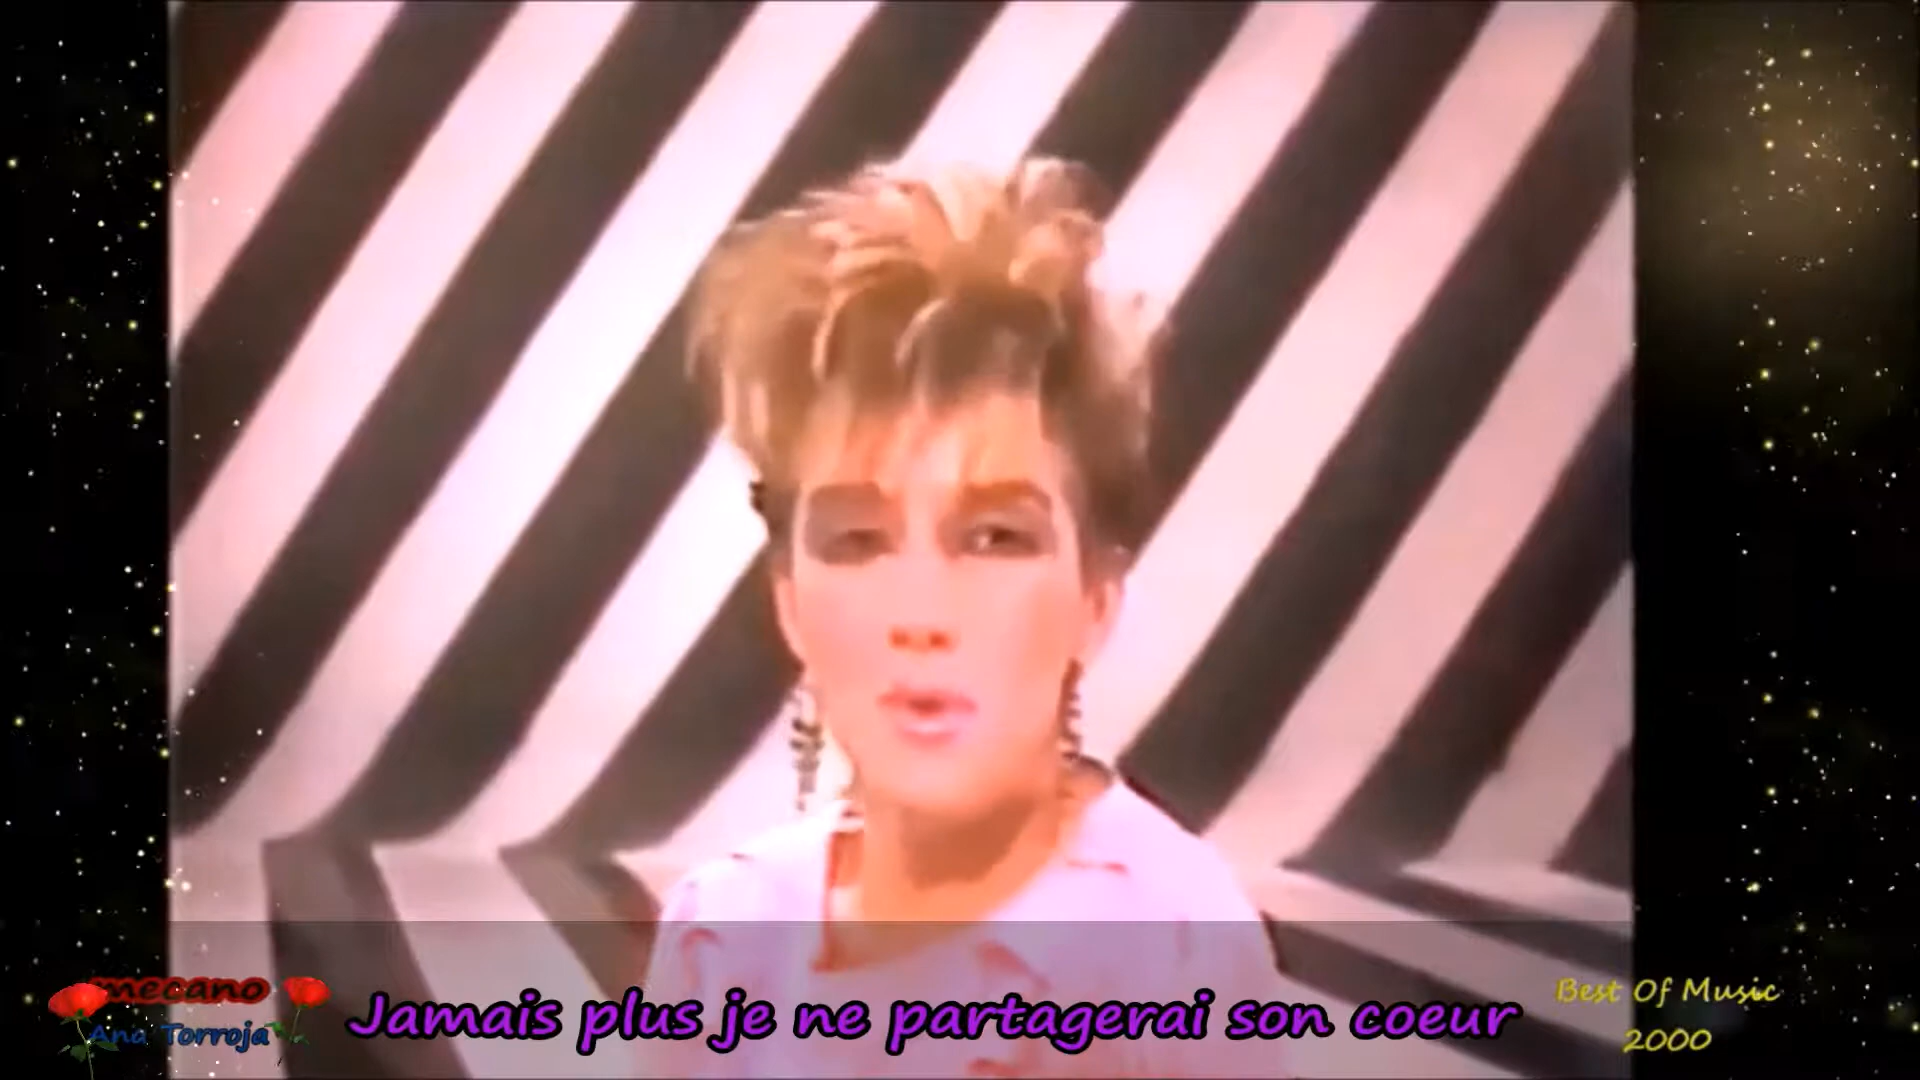 mecano
Ana Torroja
Jamais plus je ne partagerai son coeur
Best Of Music
2000